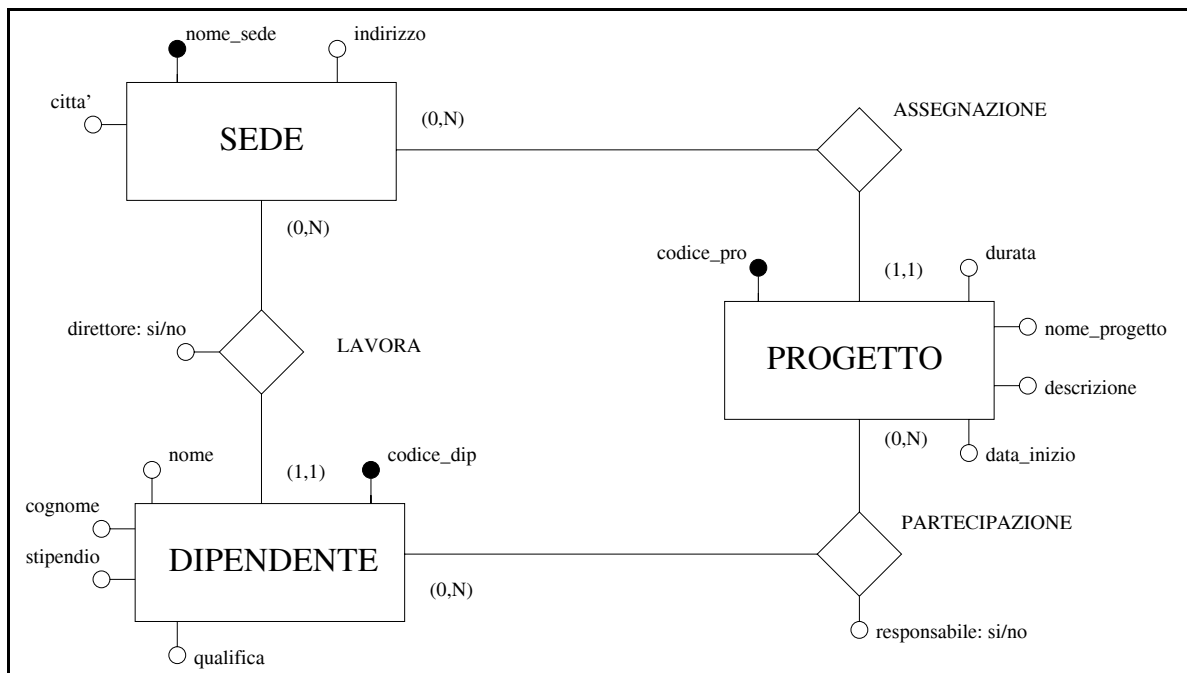 nome_sede
indirizzo
citta'
SEDE
(0,N)
ASSEGNAZIONE
(0,N)
codice_pro
(1,1)
durata
direttore: si/no
LAVORA
PROGETTO
nome_progetto
descrizione
(0,N)
data_inizio
nome
(1,1)
codice_dip
cognome
stipendio
DIPENDENTE
(0,N)
PARTECIPAZIONE
responsabile: si/no
qualifica